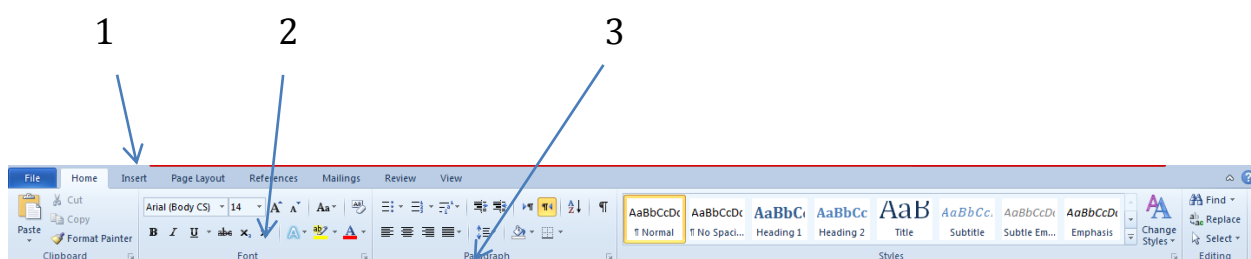 1 2 3
File Home Insert Page Layout References Mailings Review View
Cut Arial (Body CS) 14 A A Aa
Copy AaBbCcDc AaBbCcDc AaBbC AaBbCc AaB AaBbCc. AaBbCcDc AaBbCcDc Find
Paste Format Painter B I U abc x ab A ¶ Normal ¶ No Spaci... Heading 1 Heading 2 Title Subtitle Subtle Em... Emphasis Change Styles Replace
Select
Clipboard Font Paragraph Styles Editing